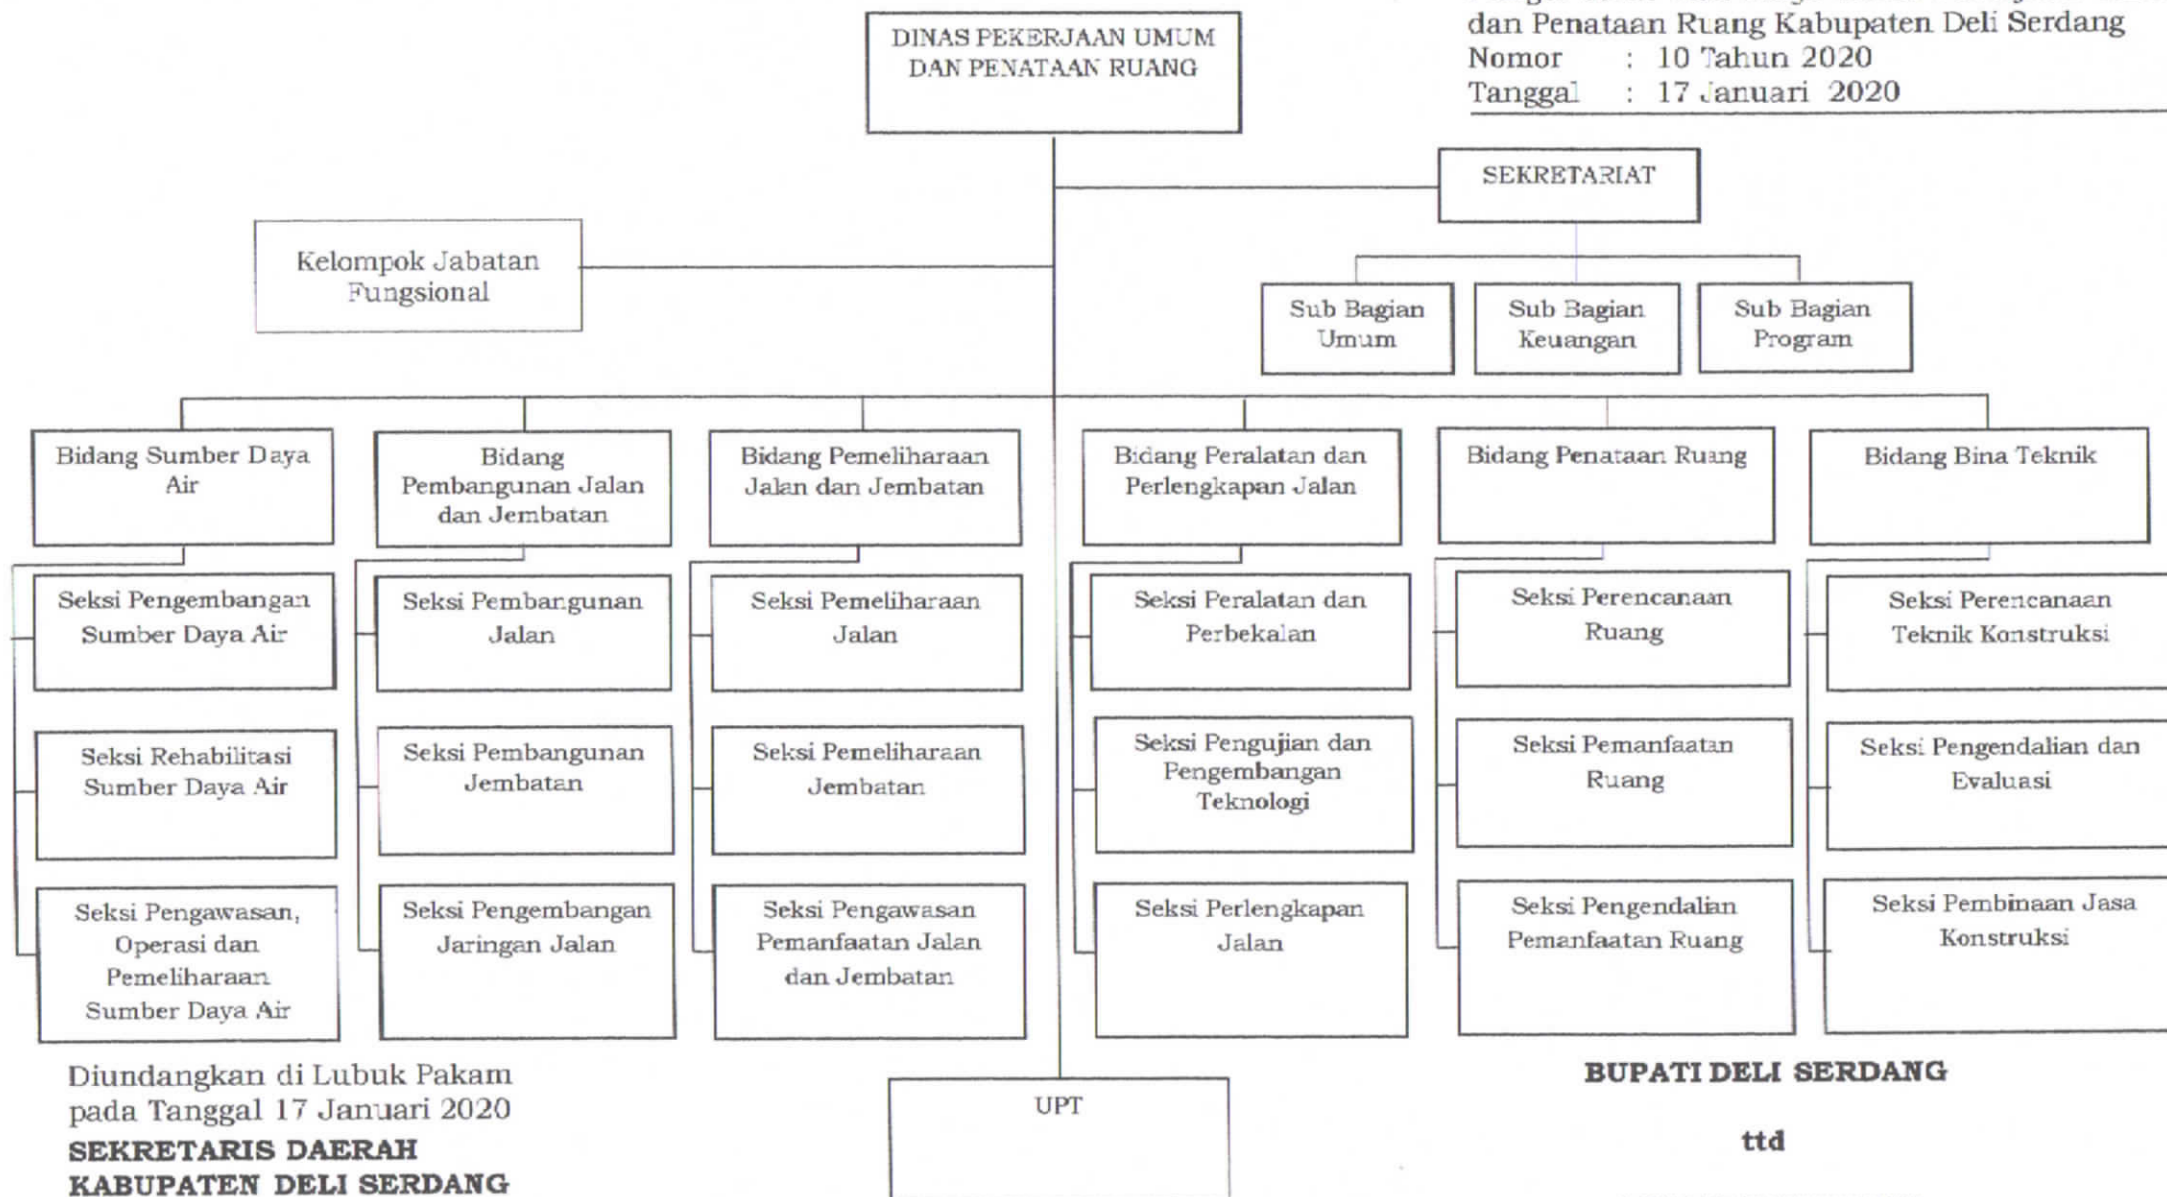 dan Penataan Ruang Kabupaten Deli Serdang
Nomor : 10 Tahun 2020
Tanggal : 17 Januari 2020
DINAS PEKERJAAN UMUM
DAN PENATAAN RUANG
SEKRETARIAT
Kelompok Jabatan
Fungsional
Sub Bagian
Umum
Sub Bagian
Keuangan
Sub Bagian
Program
Bidang Sumber Daya
Air
Bidang
Pembangunan Jalan
dan Jembatan
Bidang Pemeliharaan
Jalan dan Jembatan
Bidang Peralatan dan
Perlengkapan Jalan
Bidang Penataan Ruang
Bidang Bina Teknik
Seksi Pengembangan
Sumber Daya Air
Seksi Pembangunan
Jalan
Seksi Pemeliharaan
Jalan
Seksi Peralatan dan
Perbekalan
Seksi Perencanaan
Ruang
Seksi Perencanaan
Teknik Konstruksi
Seksi Rehabilitasi
Sumber Daya Air
Seksi Pembangunan
Jembatan
Seksi Pemeliharaan
Jembatan
Seksi Pengujian dan
Pengembangan
Teknologi
Seksi Pemanfaatan
Ruang
Seksi Pengendalian dan
Evaluasi
Seksi Pengawasan,
Operasi dan
Pemeliharaan
Sumber Daya Air
Seksi Pengembangan
Jaringan Jalan
Seksi Pengawasan
Pemanfaatan Jalan
dan Jembatan
Seksi Perlengkapan
Jalan
Seksi Pengendalian
Pemanfaatan Ruang
Seksi Pembinaan Jasa
Konstruksi
Diundangkan di Lubuk Pakam
pada Tanggal 17 Januari 2020
SEKRETARIS DAERAH
KABUPATEN DELI SERDANG
UPT
BUPATI DELI SERDANG
ttd